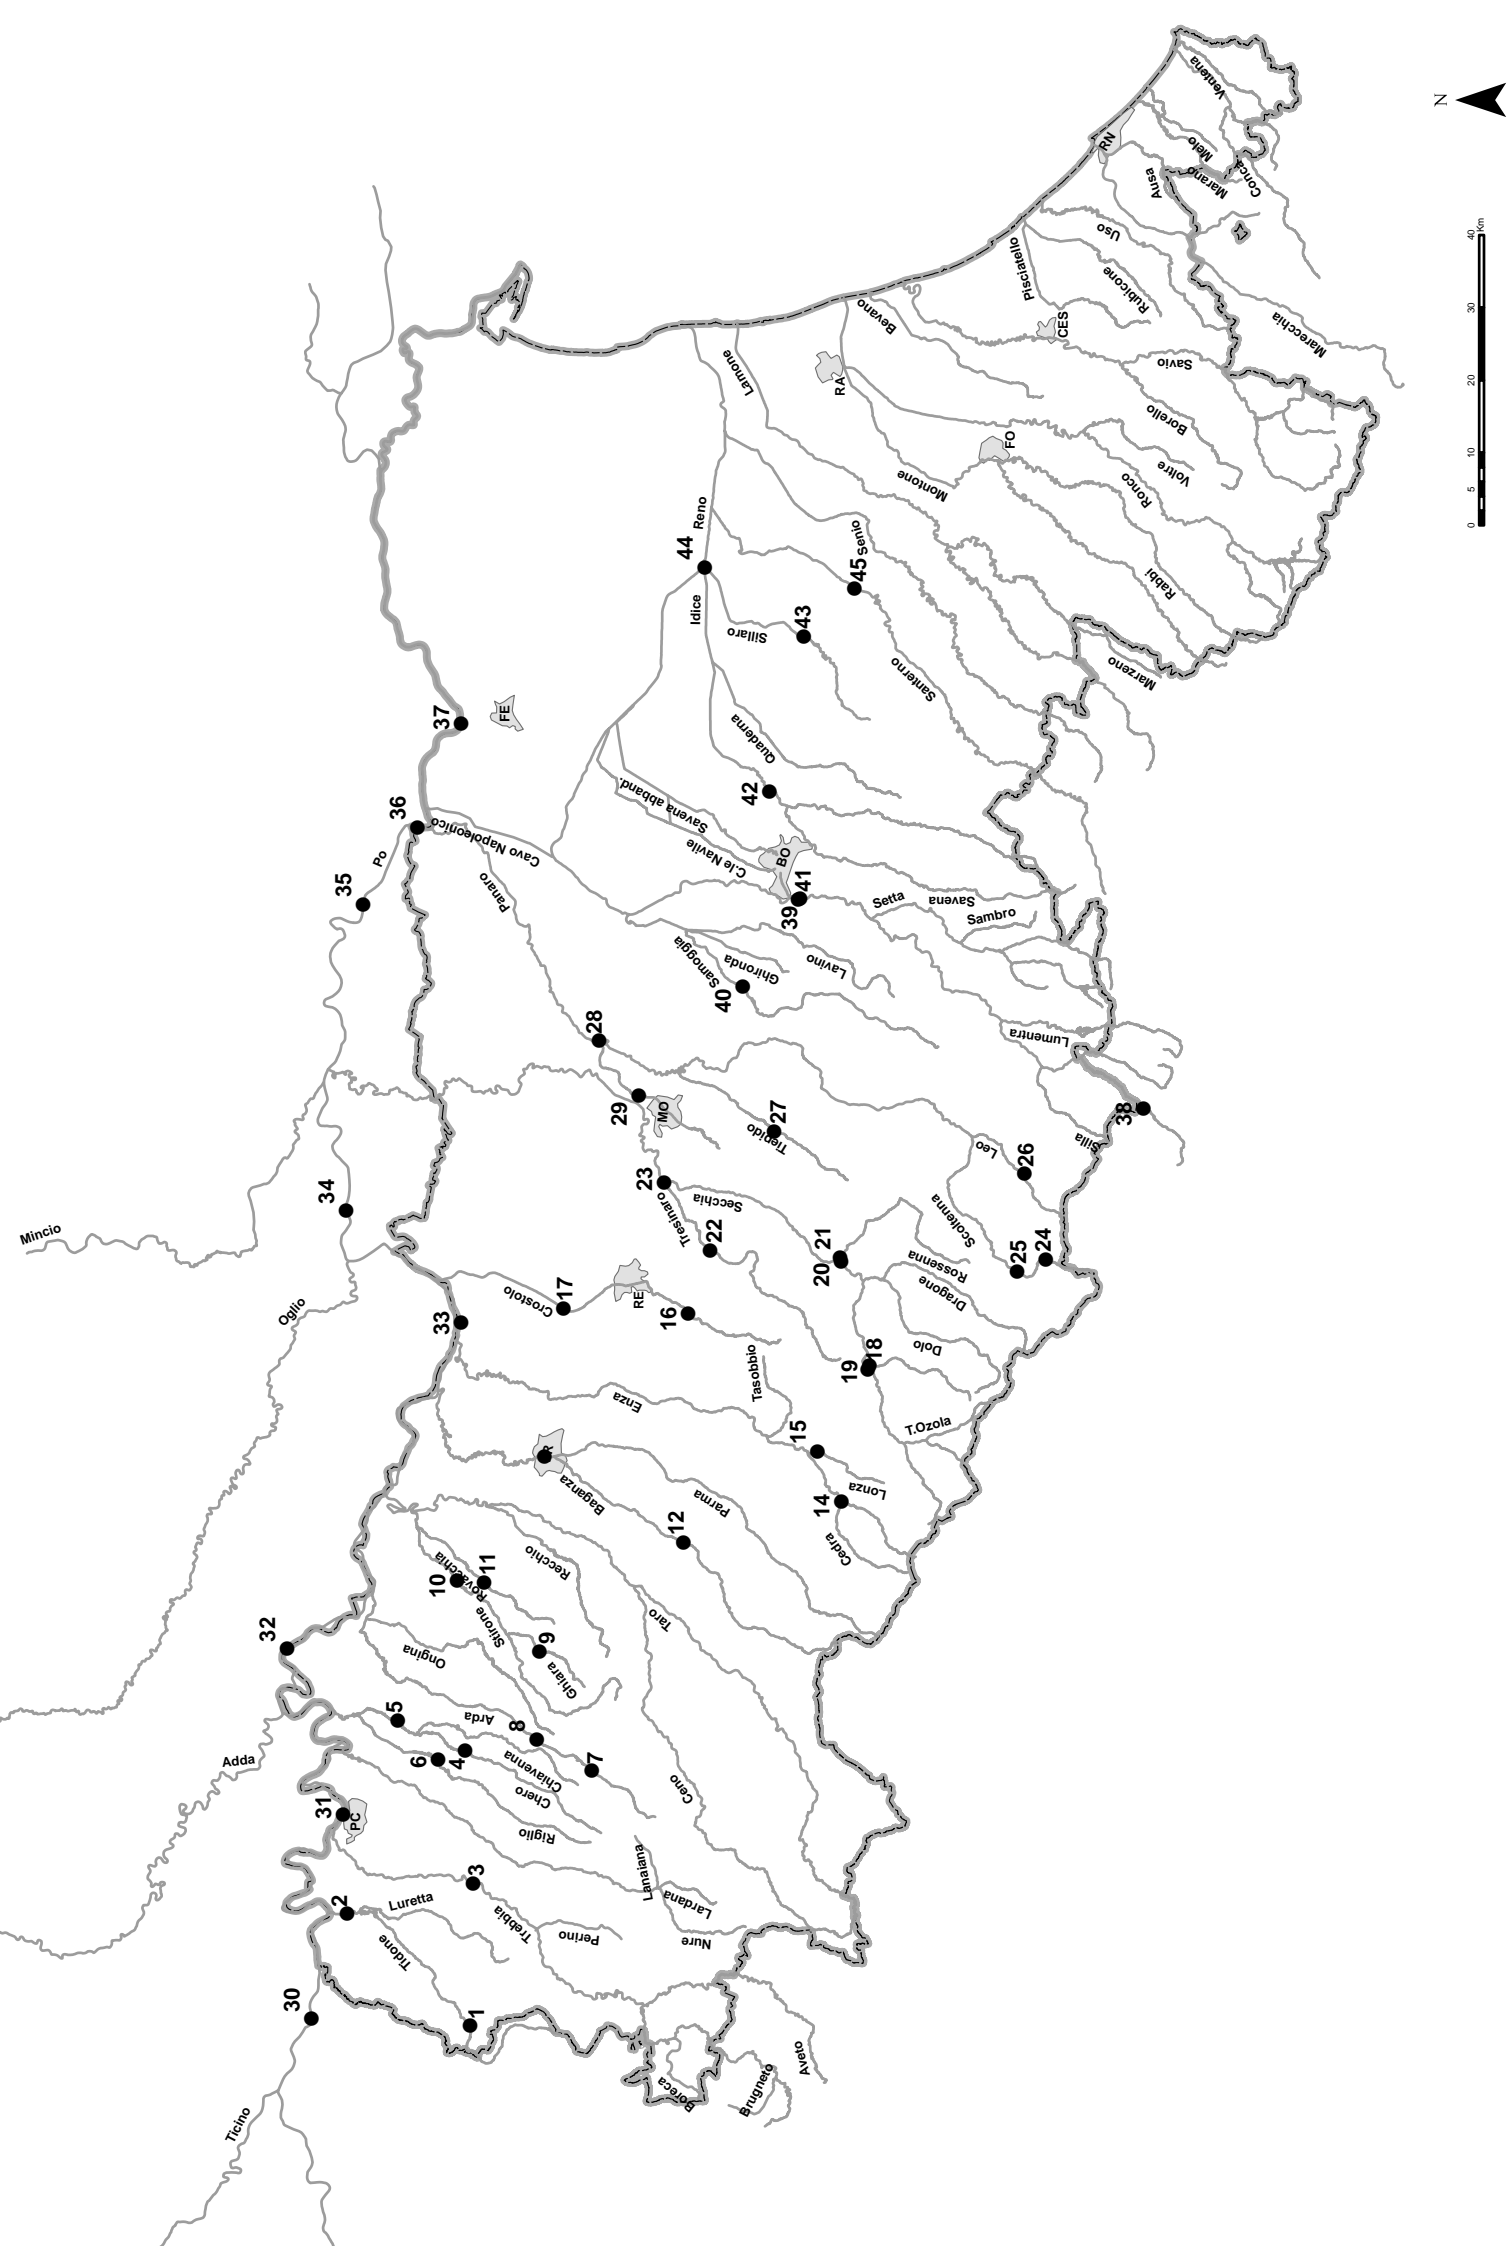 Mincio
Oglio
Adda
Ticino
Po
Cavo Napoleonico
Panaro
Reno
Idice
Sillaro
Santerno
Senio
Lamone
Montone
Bevano
Pisciatello
Rubicone
Uso
Ausa
Marano
Melo
Conca
Ventena
Marecchia
Savio
Borello
Voltre
Ronco
Rabbi
Marzeno
Quaderna
Savena abband.
C.le Navile
Setta
Savena
Sambro
Lavino
Ghironda
Samoggia
Lumentra
Silla
Leo
Scoltenna
Tiepido
Secchia
Tresinaro
Rossenna
Dragone
Dolo
T.Ozola
Crostolo
Tasobbio
Enza
Lonza
Cedra
Parma
Baganza
Recchio
Taro
Ceno
Rovacchia
Stirone
Ghiara
Ongina
Arda
Chiavenna
Chero
Riglio
Lanaiana
Lardana
Nure
Perino
Trebbia
Luretta
Tidone
Boreca
Brugneto
Aveto
PC
R
RE
MO
BO
FE
RA
FO
CES
RN
1
2
3
4
5
6
7
8
9
10
11
12
14
15
16
17
18
19
20
21
22
23
24
25
26
27
28
29
30
31
32
33
34
35
36
37
38
39
40
41
42
43
44
45
N
0 5 10 20 30 40 Km